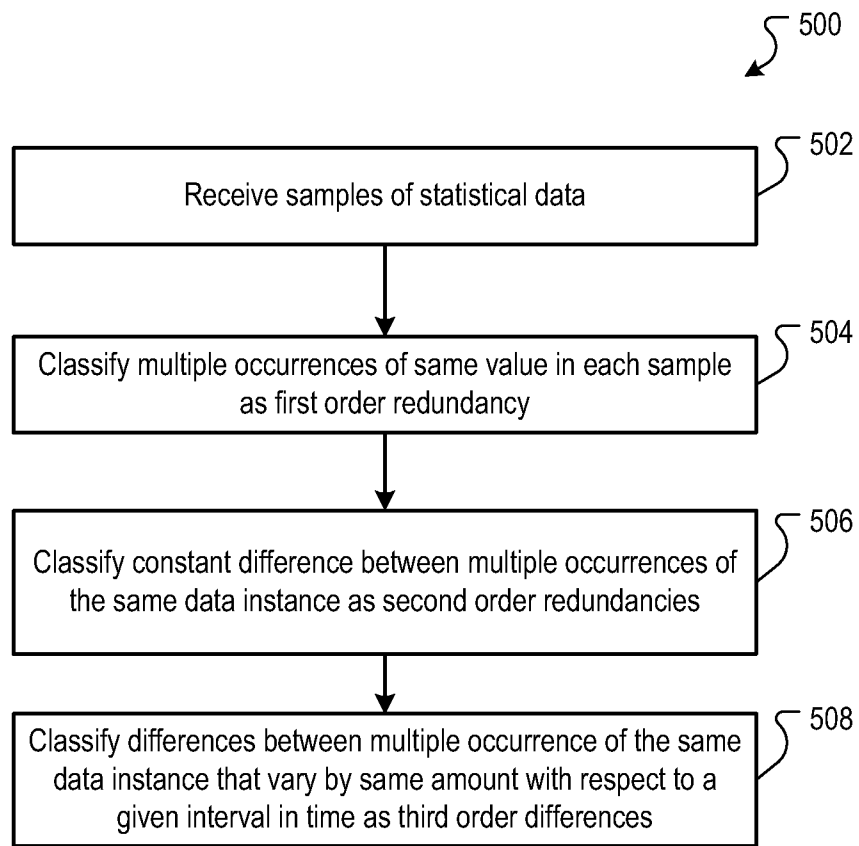 500
502
Receive samples of statistical data
504
Classify multiple occurrences of same value in each sample
as first order redundancy
506
Classify constant difference between multiple occurrences of
the same data instance as second order redundancies
508
Classify differences between multiple occurrence of the same
data instance that vary by same amount with respect to a
given interval in time as third order differences